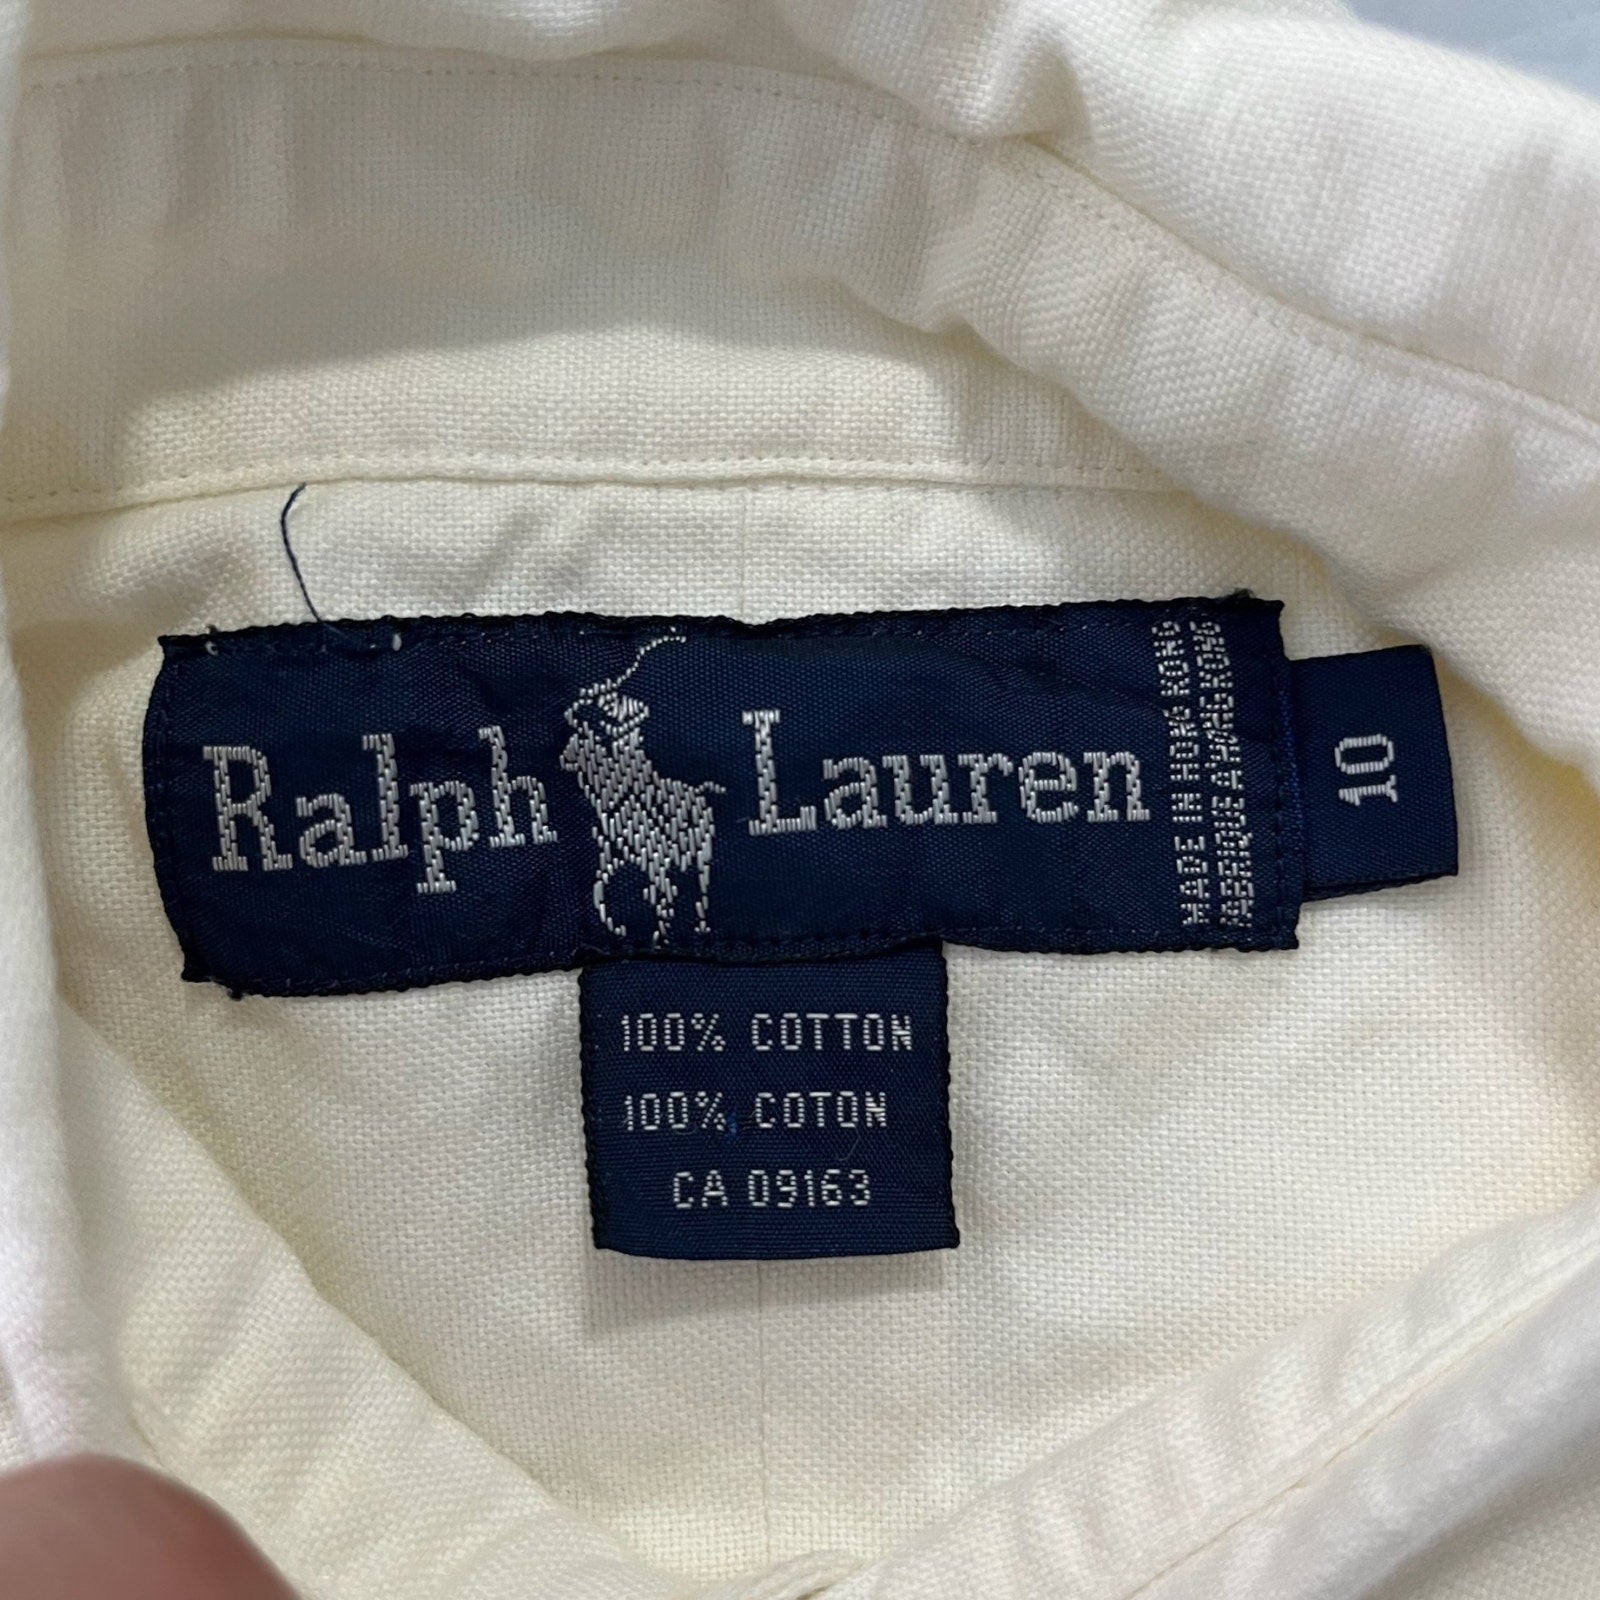 Ralph Lauren
MADE IN HONG KONG
FABRIQUE A HONG KONG
10
100% COTTON
100% COTON
CA 09163